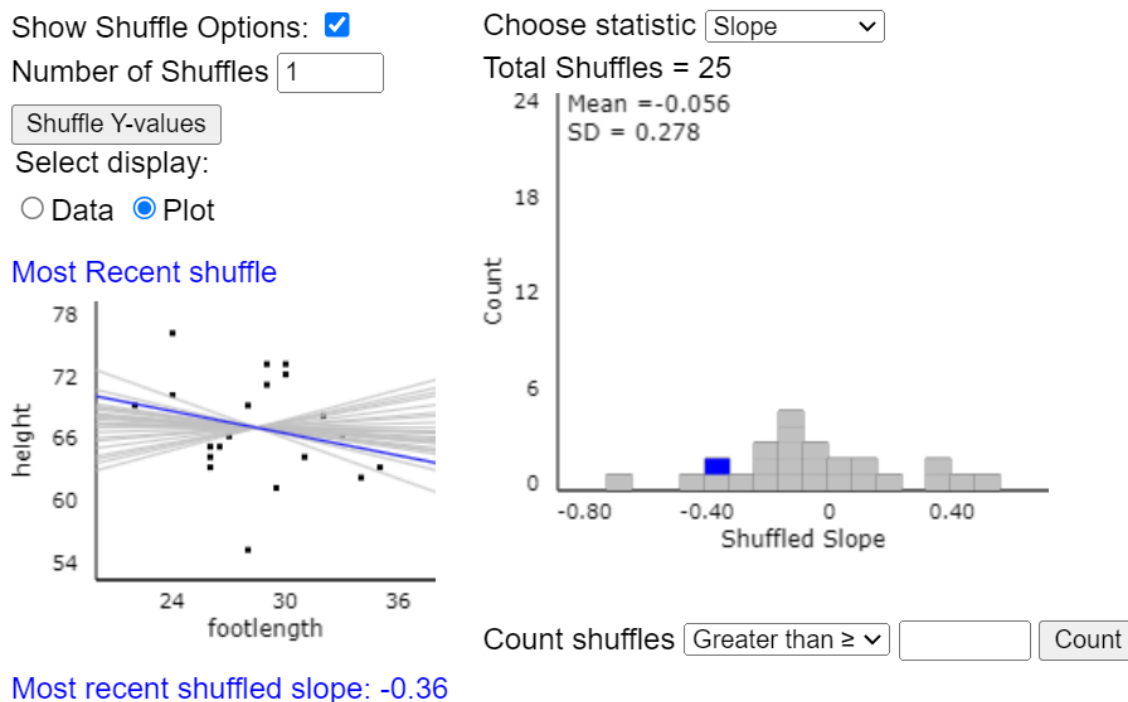 Show Shuffle Options:
Number of Shuffles 1
Shuffle Y-values
Select display:
Data Plot
Most Recent shuffle
78
72
66
60
54
height
24 30 36
footlength
Most recent shuffled slope: -0.36
Choose statistic Slope
Total Shuffles = 25
Mean =-0.056
SD = 0.278
24
18
12
6
0
Count
-0.80 -0.40 0 0.40
Shuffled Slope
Count shuffles Greater than ≥ Count